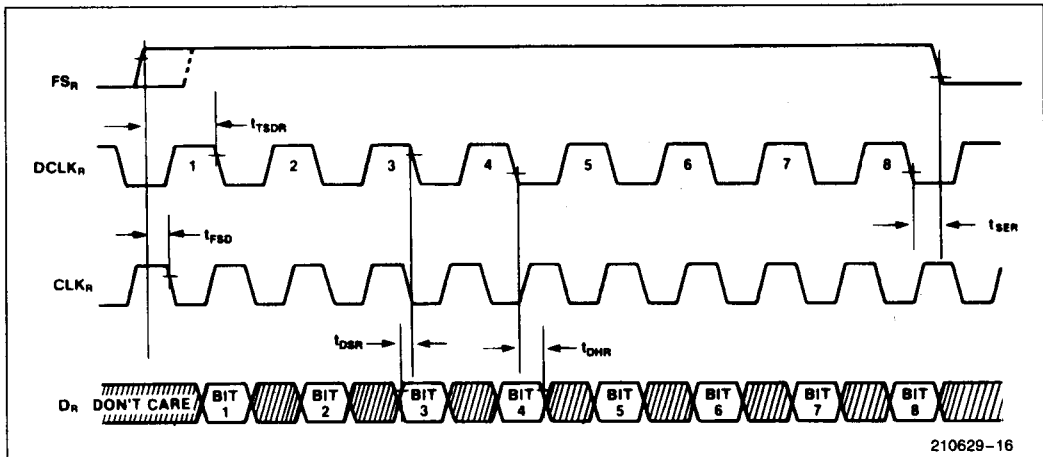 FSR
tTSDR
DCLKR 1 2 3 4 5 6 7 8
tFSD
tSER
CLKR
tDSR tDHR
DR DON'T CARE BIT 1 BIT 2 BIT 3 BIT 4 BIT 5 BIT 6 BIT 7 BIT 8
210629-16